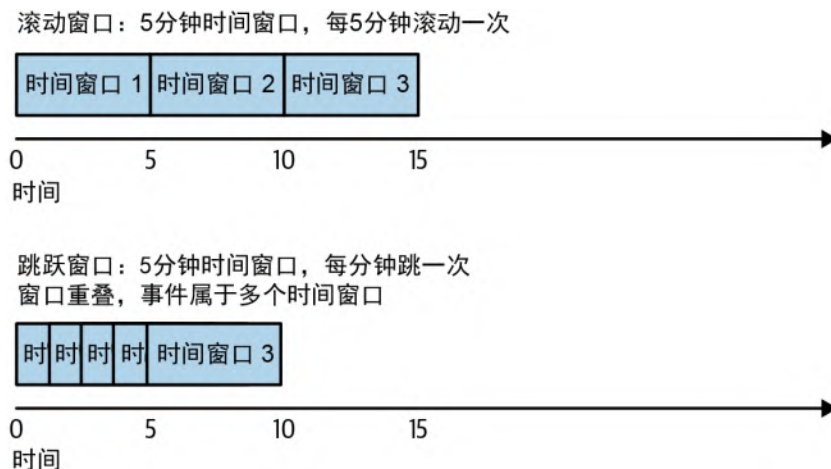 滚动窗口：5分钟时间窗口，每5分钟滚动一次
时间窗口 1 时间窗口 2 时间窗口 3
0 5 10 15
时间
跳跃窗口：5分钟时间窗口，每分钟跳一次
窗口重叠，事件属于多个时间窗口
时 时 时 时 时间窗口 3
0 5 10 15
时间